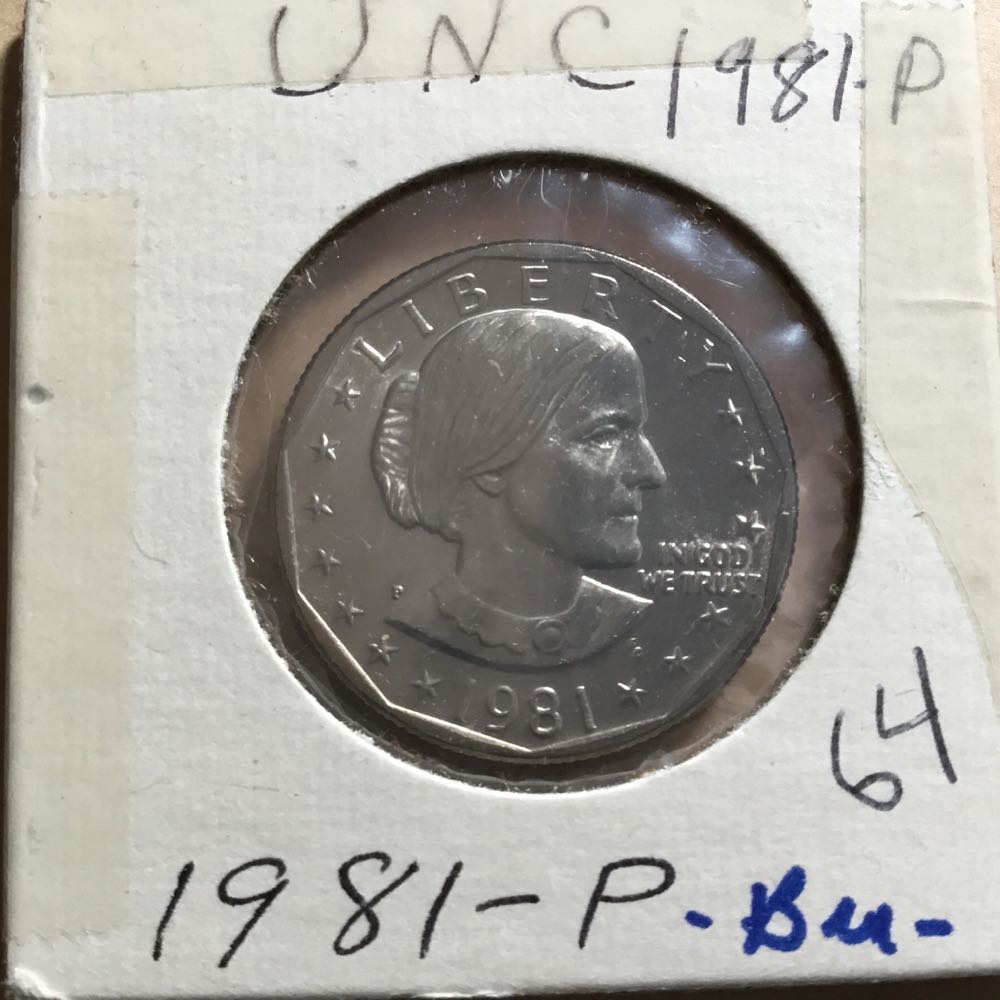 UNC 1981-P
LIBERTY
IN GOD
WE TRUST
P
1981
64
1981-P -Bu-